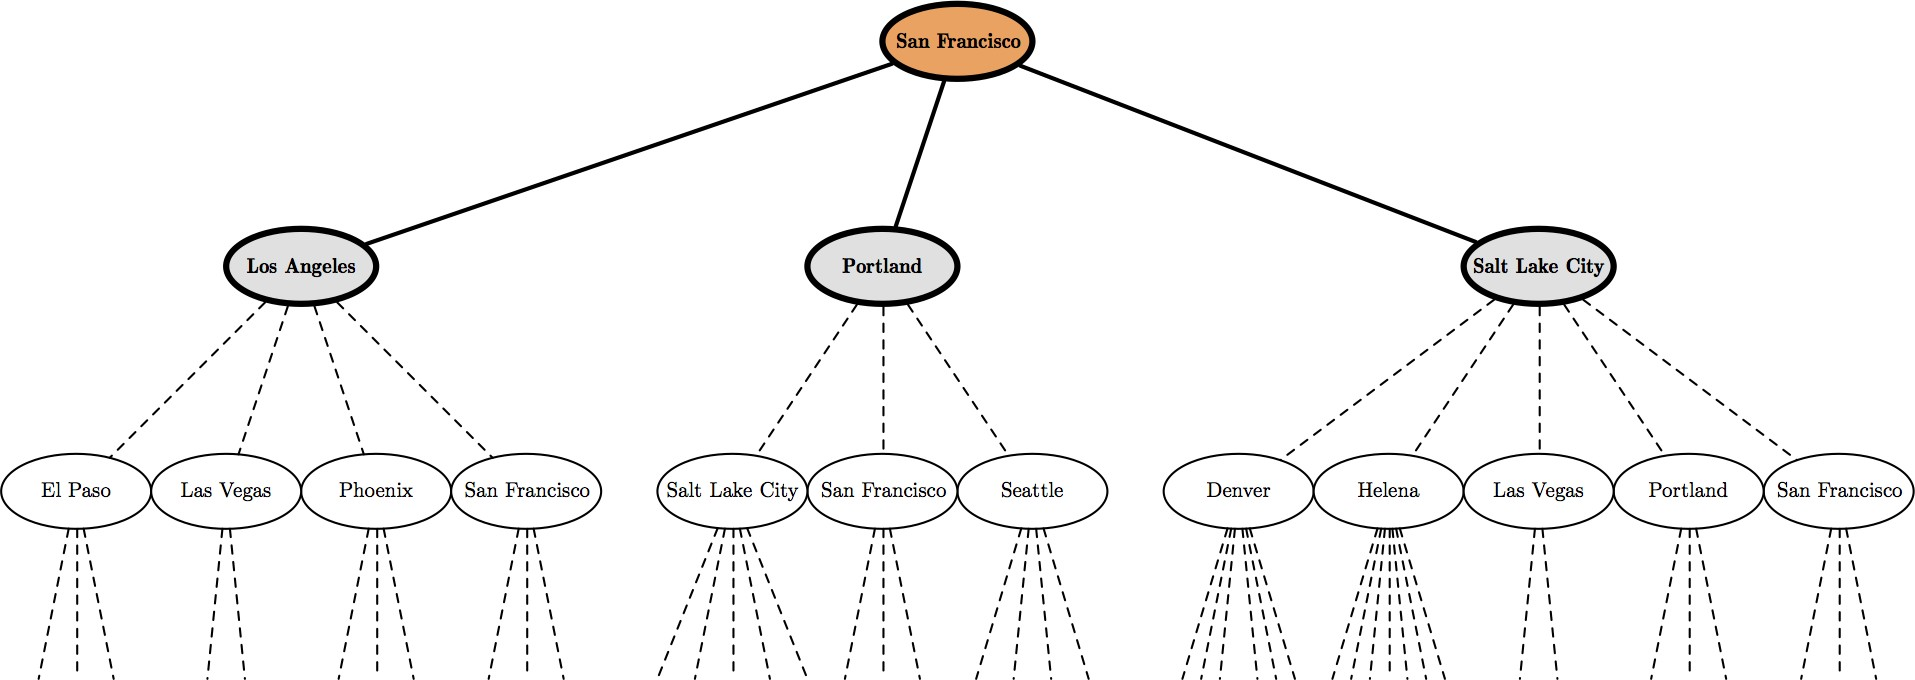 San Francisco
Los Angeles
Portland
Salt Lake City
El Paso
Las Vegas
Phoenix
San Francisco
Salt Lake City
San Francisco
Seattle
Denver
Helena
Las Vegas
Portland
San Francisco